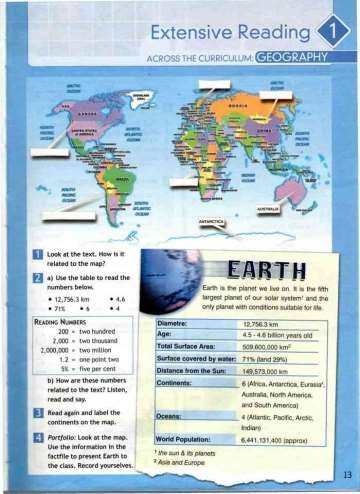 Extensive Reading 1
ACROSS THE CURRICULUM: GEOGRAPHY
ARCTIC OCEAN
ARCTIC OCEAN
CANADA
RUSSIA
UNITED STATES OF AMERICA
CHINA
NORTH PACIFIC OCEAN
NORTH ATLANTIC OCEAN
BRAZIL
SOUTH PACIFIC OCEAN
SOUTH ATLANTIC OCEAN
AUSTRALIA
ANTARCTICA
1 Look at the text. How is it
related to the map?
2 a) Use the table to read the
numbers below.
• 12,756.3 km • 4.6
• 71% • 6 • 4
READING NUMBERS
200 = two hundred
2,000 = two thousand
2,000,000 = two million
1.2 = one point two
5% = five per cent
b) How are these numbers
related to the text? Listen,
read and say.
3 Read again and label the
continents on the map.
4 Portfolio: Look at the map.
Use the information in the
factfile to present Earth to
the class. Record yourselves.
EARTH
Earth is the planet we live on. It is the fifth
largest planet of our solar system¹ and the
only planet with conditions suitable for life.
Diametre: 12,756.3 km
Age: 4.5 - 4.6 billion years old
Total Surface Area: 509,600,000 km²
Surface covered by water: 71% (land 29%)
Distance from the Sun: 149,573,000 km
Continents: 6 (Africa, Antarctica, Eurasia²,
Australia, North America,
and South America)
Oceans: 4 (Atlantic, Pacific, Arctic,
Indian)
World Population: 6,441,131,400 (approx)
¹ the sun & its planets
² Asia and Europe
13